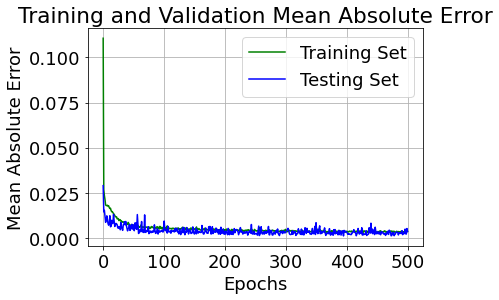 Training and Validation Mean Absolute Error
Training Set
Testing Set
Mean Absolute Error
0.100
0.075
0.050
0.025
0.000
0 100 200 300 400 500
Epochs